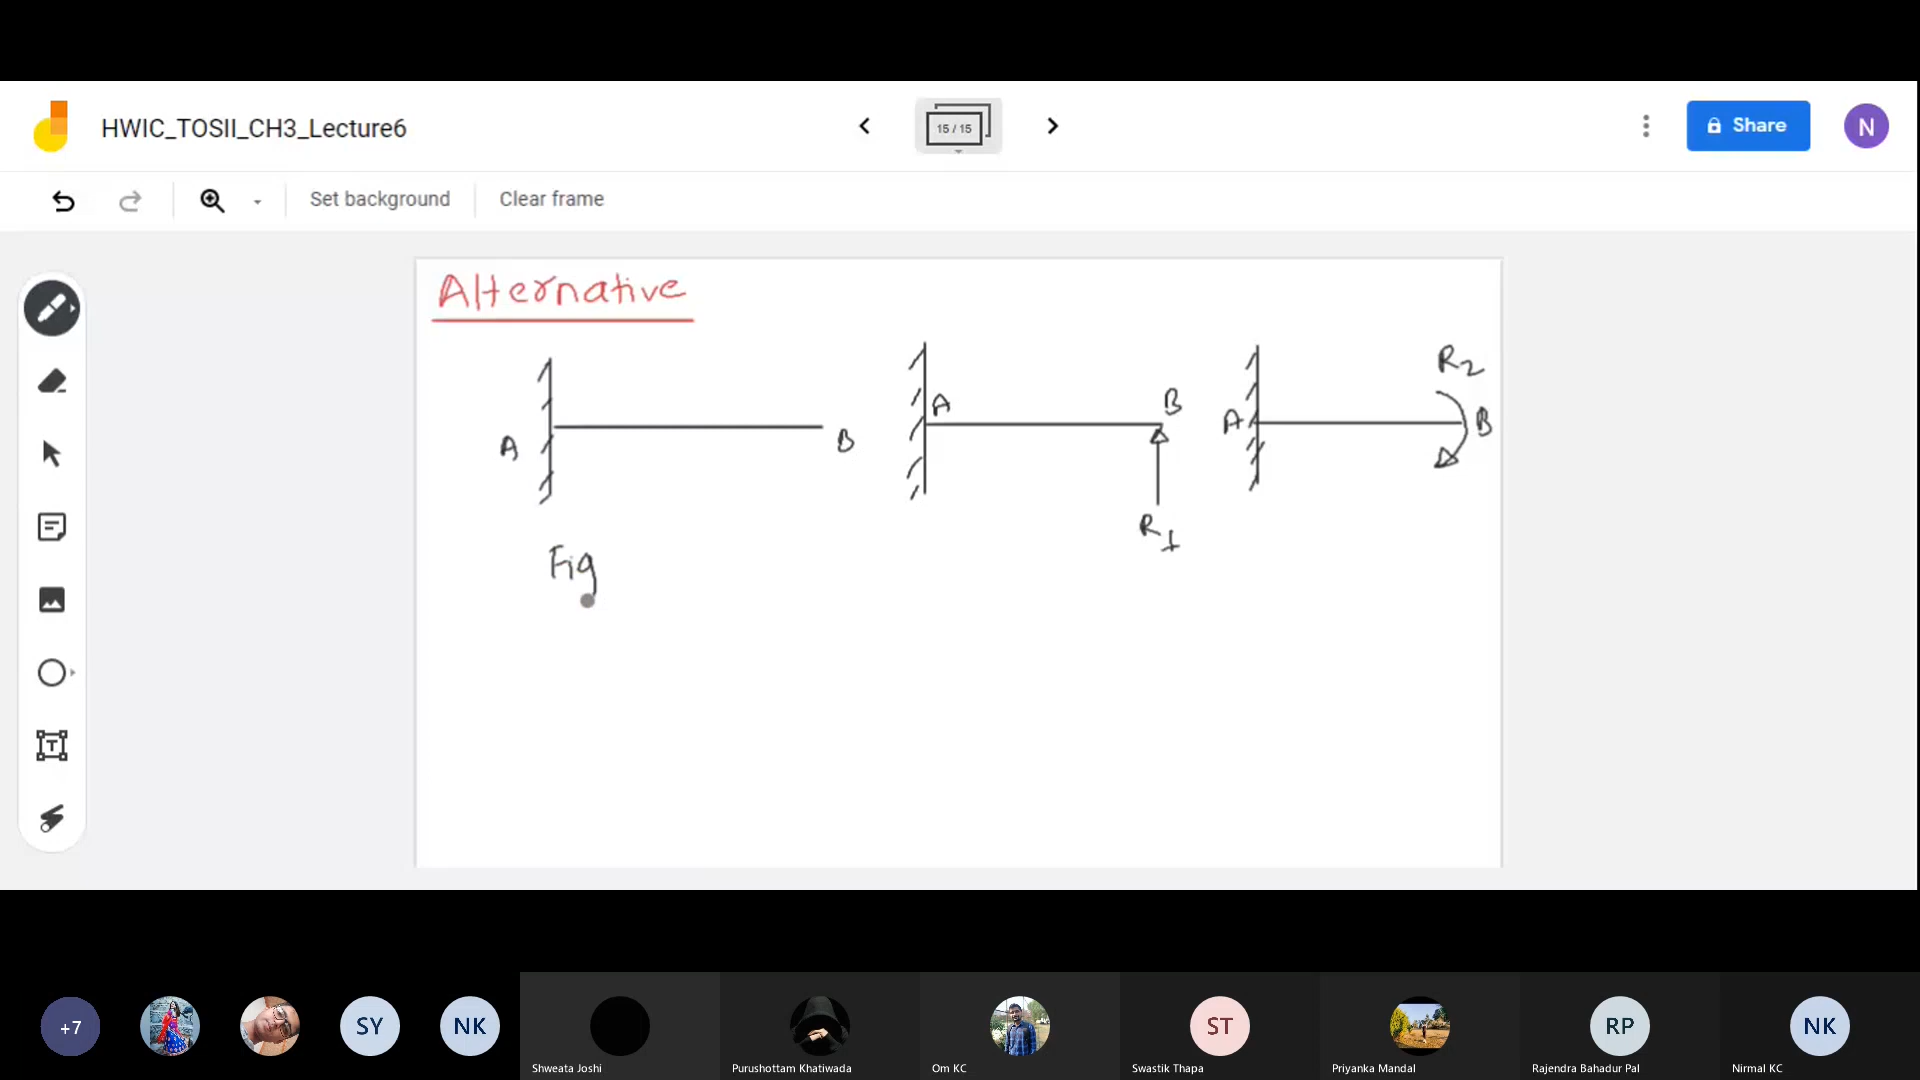 HWIC_TOSII_CH3_Lecture6
15 / 15
Share
N
Set background
Clear frame
Alternative
A
B
A
B
R1
A
R2
B
Fig
+7
SY
NK
ST
RP
NK
Shweata Joshi
Purushottam Khatiwada
Om KC
Swastik Thapa
Priyanka Mandal
Rajendra Bahadur Pal
Nirmal KC